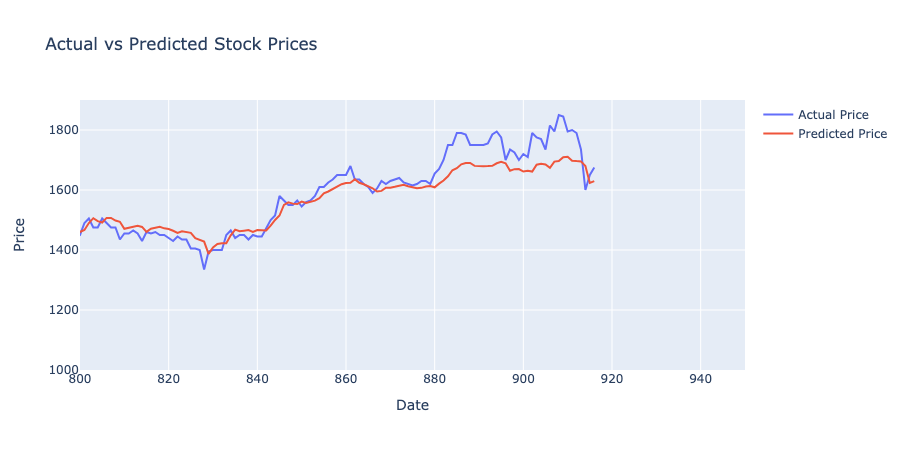 Actual vs Predicted Stock Prices
Actual Price
Predicted Price
1800
1600
1400
1200
1000
Price
800 820 840 860 880 900 920 940
Date